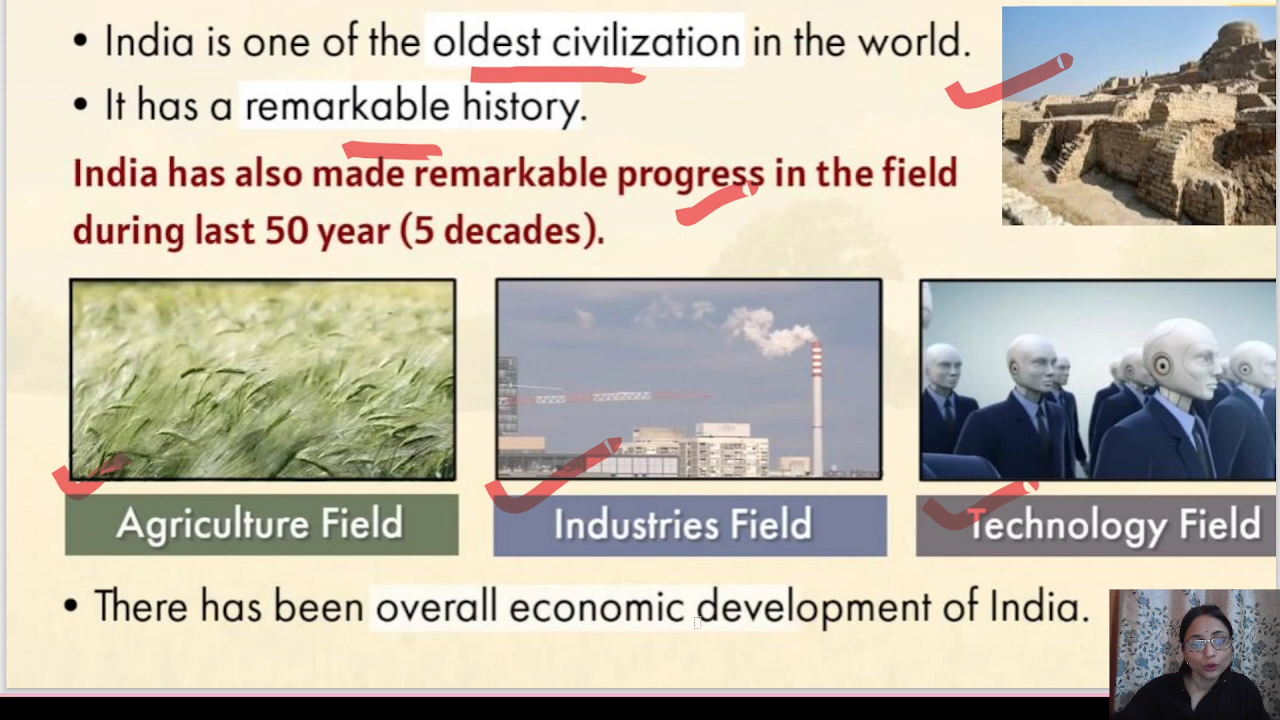 • India is one of the oldest civilization in the world.
• It has a remarkable history.
India has also made remarkable progress in the field
during last 50 year (5 decades).
Agriculture Field
Industries Field
Technology Field
• There has been overall economic development of India.